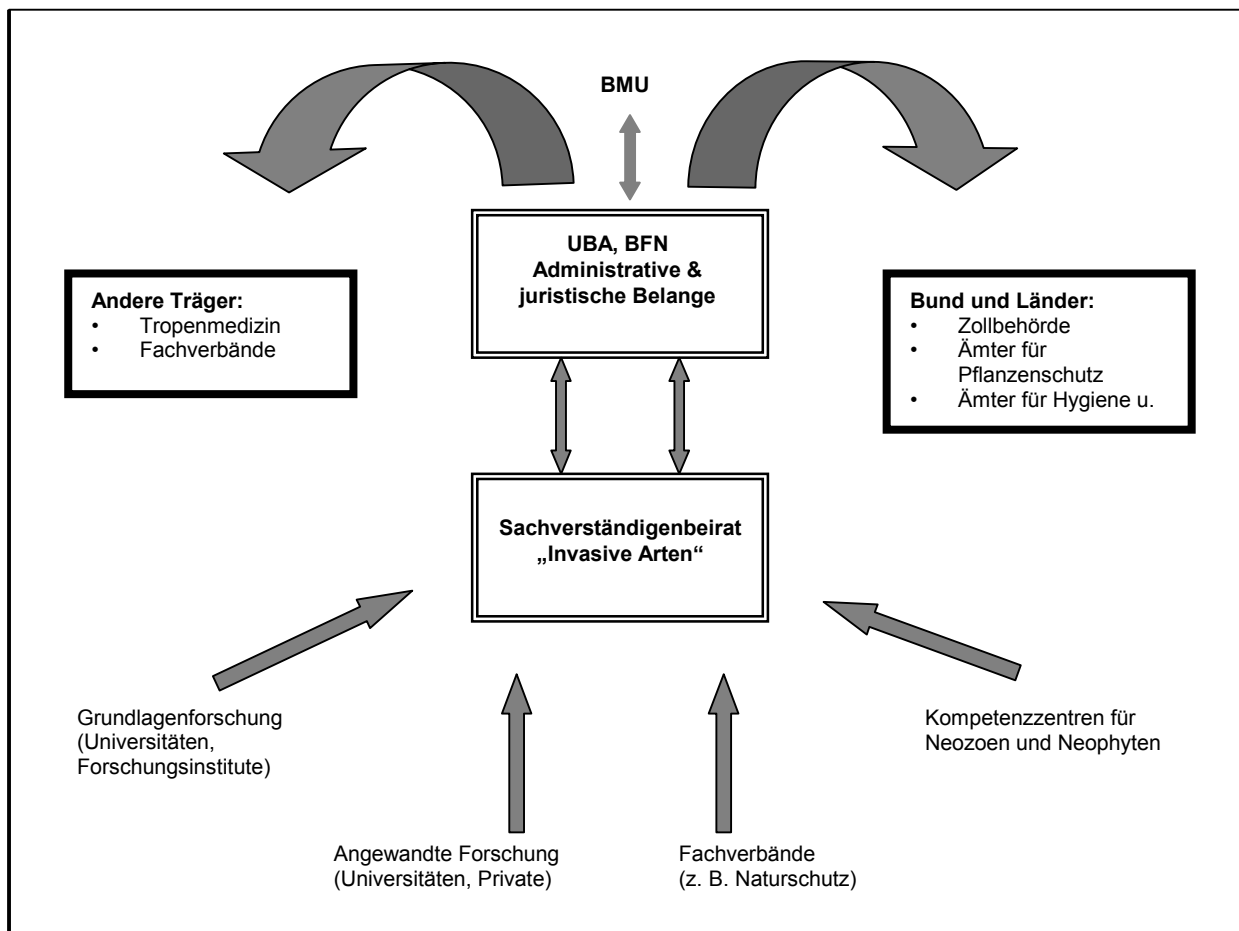 BMU
UBA, BFN
Administrative &
juristische Belange
Andere Träger:
• Tropenmedizin
• Fachverbände
Bund und Länder:
• Zollbehörde
• Ämter für
Pflanzenschutz
• Ämter für Hygiene u.
Sachverständigenbeirat
„Invasive Arten“
Grundlagenforschung
(Universitäten,
Forschungsinstitute)
Kompetenzzentren für
Neozoen und Neophyten
Angewandte Forschung
(Universitäten, Private)
Fachverbände
(z. B. Naturschutz)